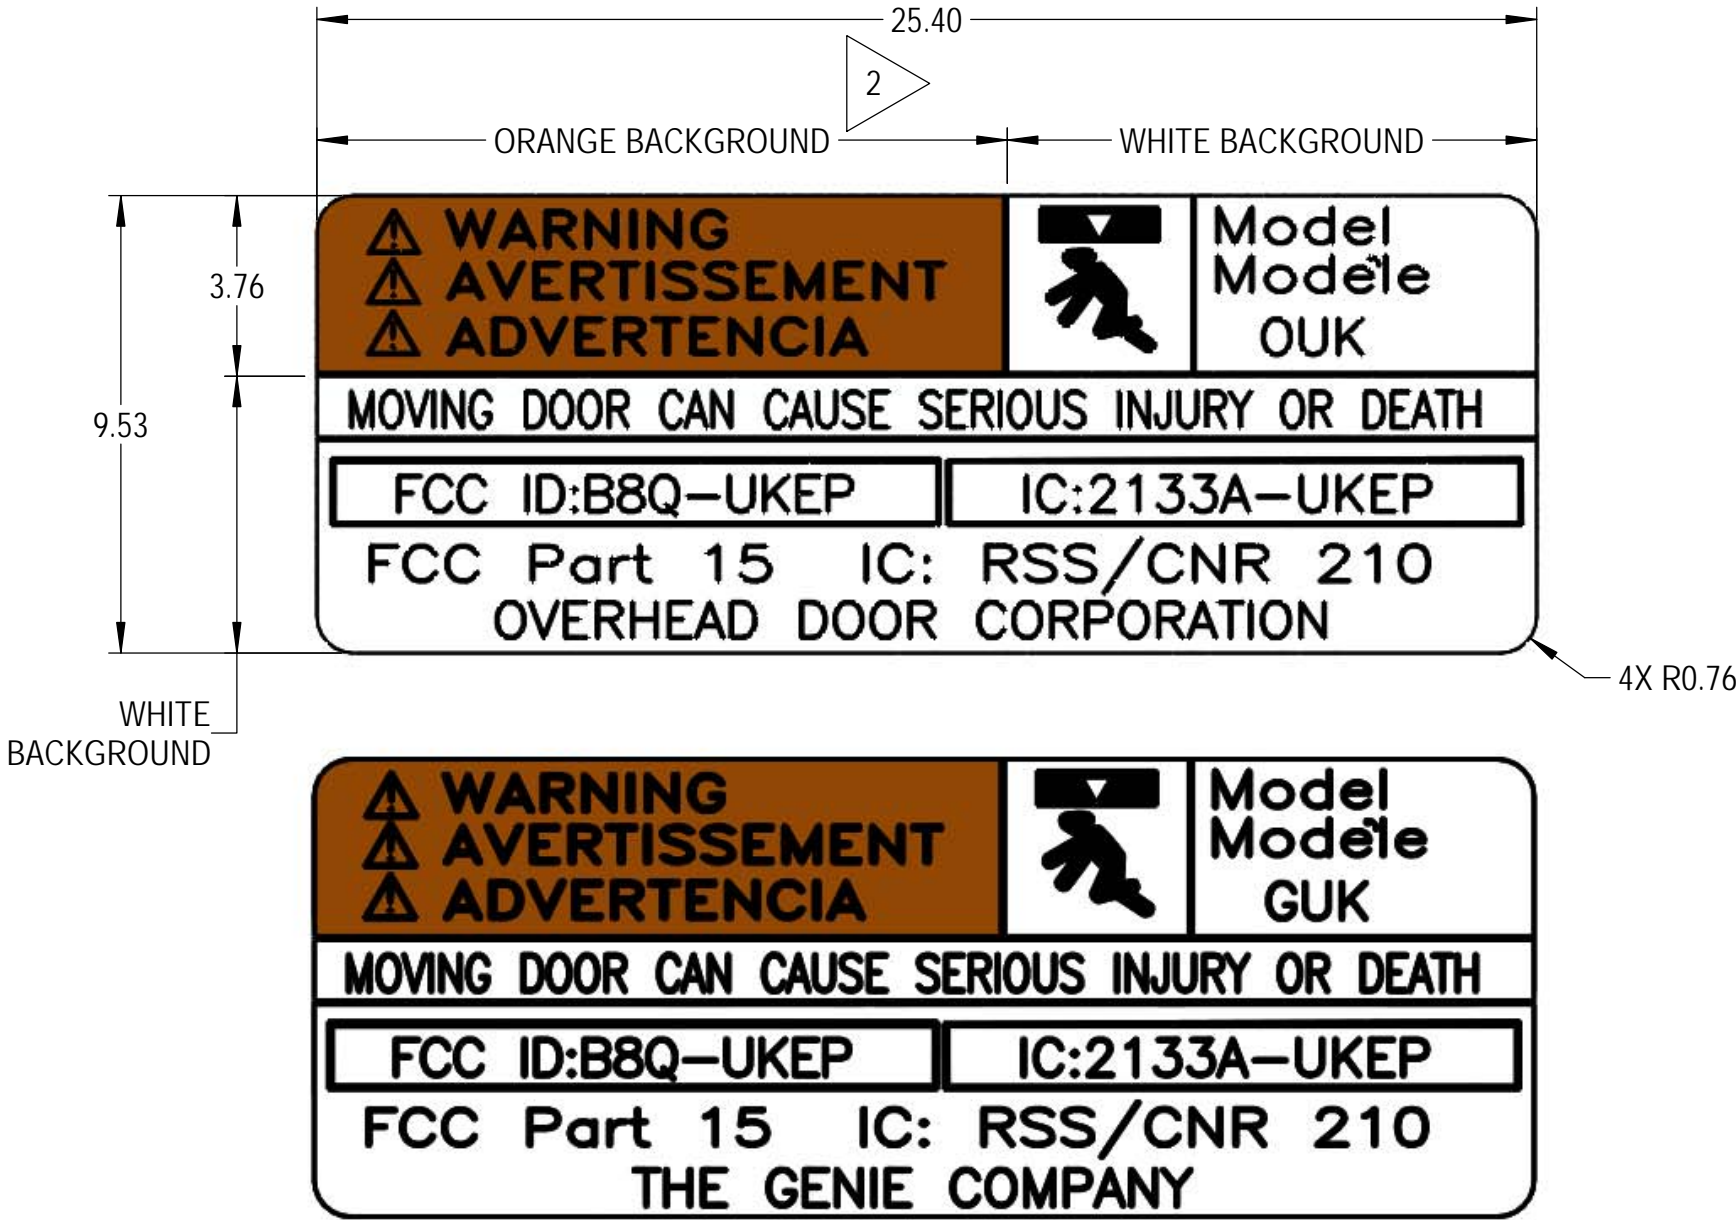 25.40
2
ORANGE BACKGROUND
WHITE BACKGROUND
⚠ WARNING
⚠ AVERTISSEMENT
⚠ ADVERTENCIA
Model
Modèle
OUK
3.76
9.53
MOVING DOOR CAN CAUSE SERIOUS INJURY OR DEATH
FCC ID:B8Q-UKEP
IC:2133A-UKEP
FCC Part 15 IC: RSS/CNR 210
OVERHEAD DOOR CORPORATION
4X R0.76
WHITE
BACKGROUND
⚠ WARNING
⚠ AVERTISSEMENT
⚠ ADVERTENCIA
Model
Modèle
GUK
MOVING DOOR CAN CAUSE SERIOUS INJURY OR DEATH
FCC ID:B8Q-UKEP
IC:2133A-UKEP
FCC Part 15 IC: RSS/CNR 210
THE GENIE COMPANY